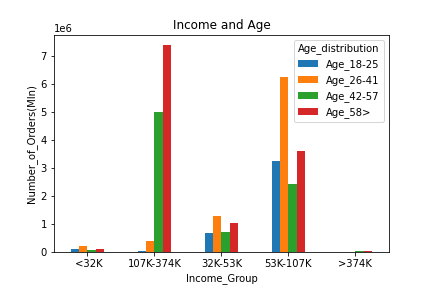 Income and Age
1e6
Number_of_Orders(Mln)
7
6
5
4
3
2
1
0
Age_distribution
Age_18-25
Age_26-41
Age_42-57
Age_58>
<32K 107K-374K 32K-53K 53K-107K >374K
Income_Group